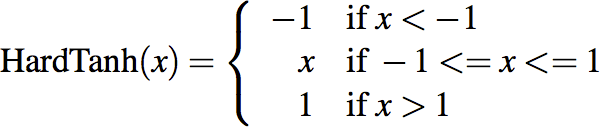 −1 if x < −1
HardTanh(x) = { x if − 1 <= x <= 1
1 if x > 1